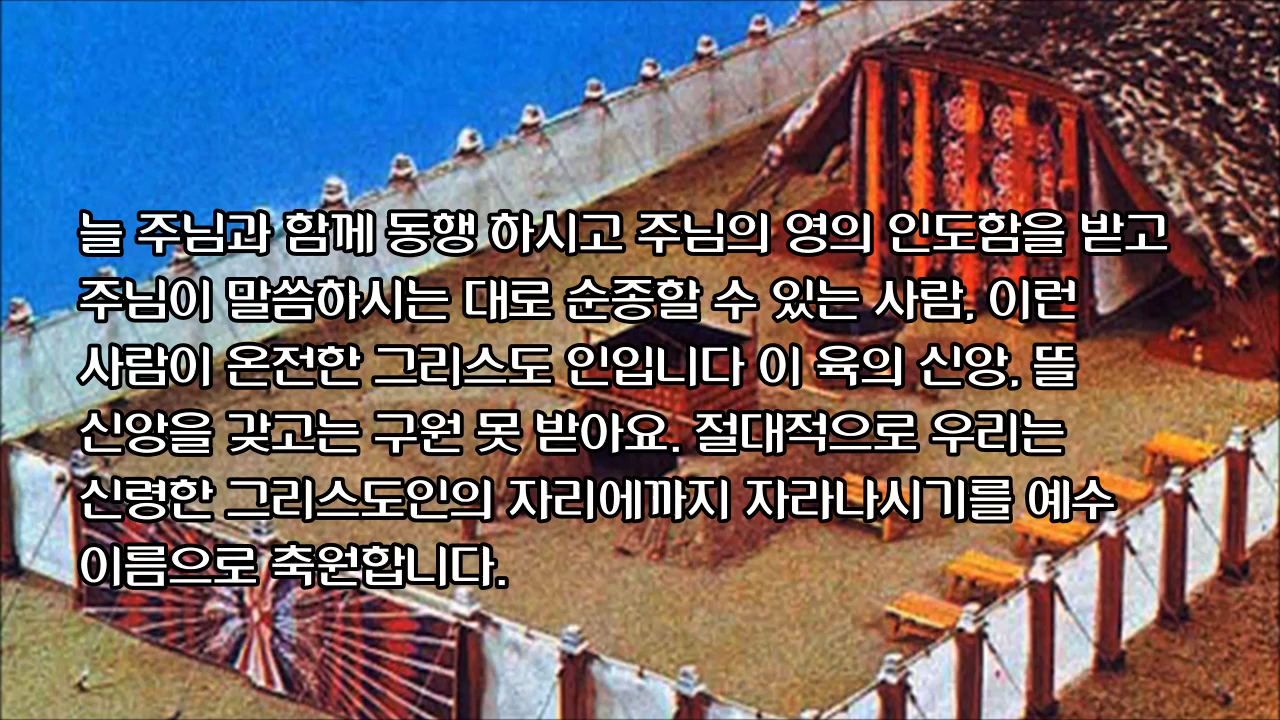 늘 주님과 함께 동행 하시고 주님의 영의 인도함을 받고
주님이 말씀하시는 대로 순종할 수 있는 사람, 이런
사람이 온전한 그리스도 인입니다 이 육의 신앙, 뜰
신앙을 갖고는 구원 못 받아요. 절대적으로 우리는
신령한 그리스도인의 자리에까지 자라나시기를 예수
이름으로 축원합니다.